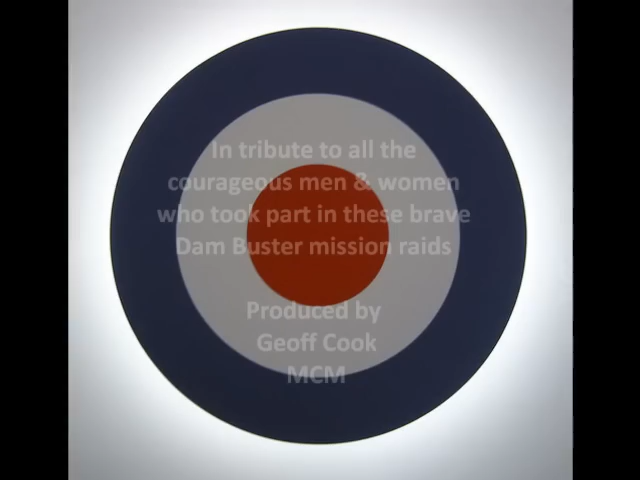 In tribute to all the
courageous men & women
who took part in these brave
Dam Buster mission raids
Produced by
Geoff Cook
MCM